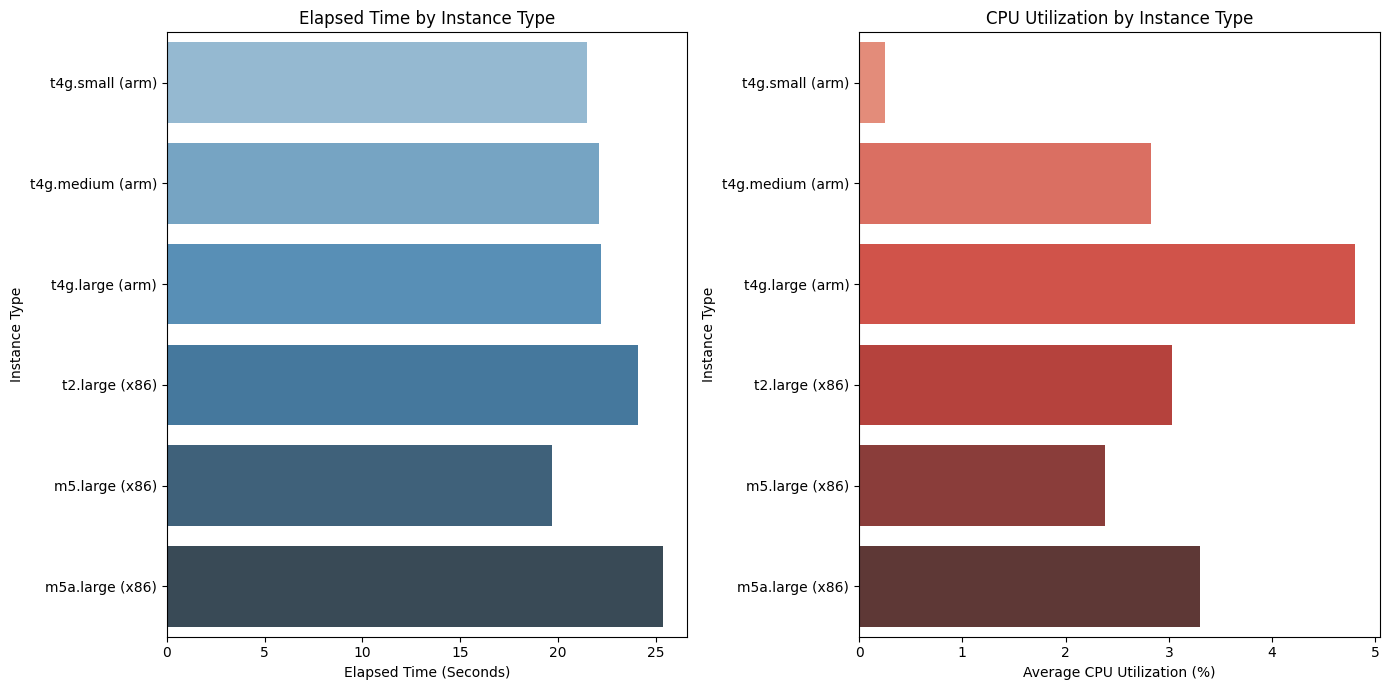 Elapsed Time by Instance Type
Instance Type
t4g.small (arm)
t4g.medium (arm)
t4g.large (arm)
t2.large (x86)
m5.large (x86)
m5a.large (x86)
0 5 10 15 20 25
Elapsed Time (Seconds)
CPU Utilization by Instance Type
Instance Type
t4g.small (arm)
t4g.medium (arm)
t4g.large (arm)
t2.large (x86)
m5.large (x86)
m5a.large (x86)
0 1 2 3 4 5
Average CPU Utilization (%)